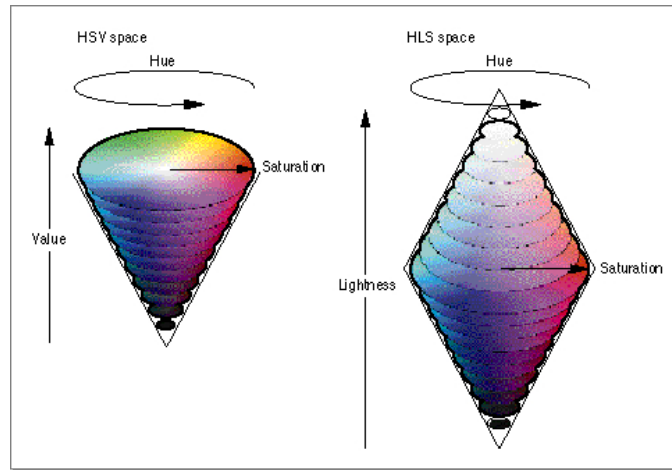 HSV space
Hue
Saturation
Value
HLS space
Hue
Saturation
Lightness